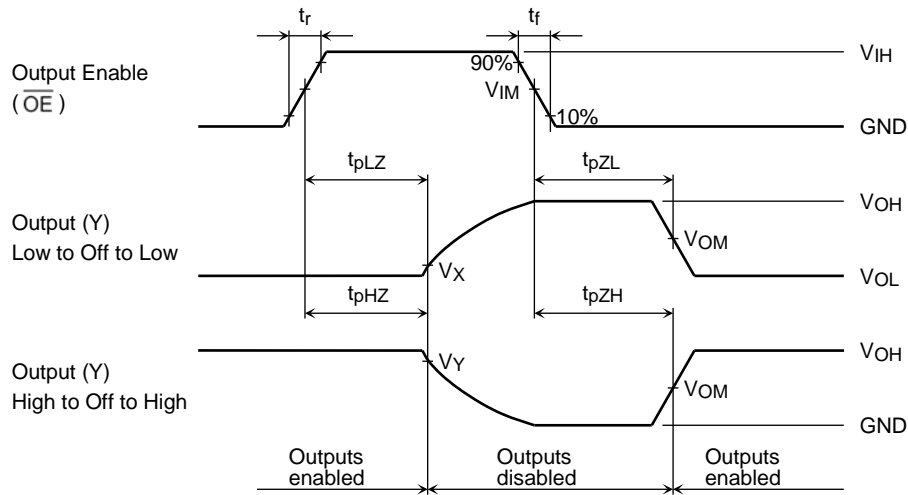 tr
tf
Output Enable
( OE )
90%
VIM
10%
VIH
GND
tpLZ
tpZL
Output (Y)
Low to Off to Low
VX
VOH
VOM
VOL
tpHZ
tpZH
Output (Y)
High to Off to High
VY
VOH
VOM
GND
Outputs
enabled
Outputs
disabled
Outputs
enabled